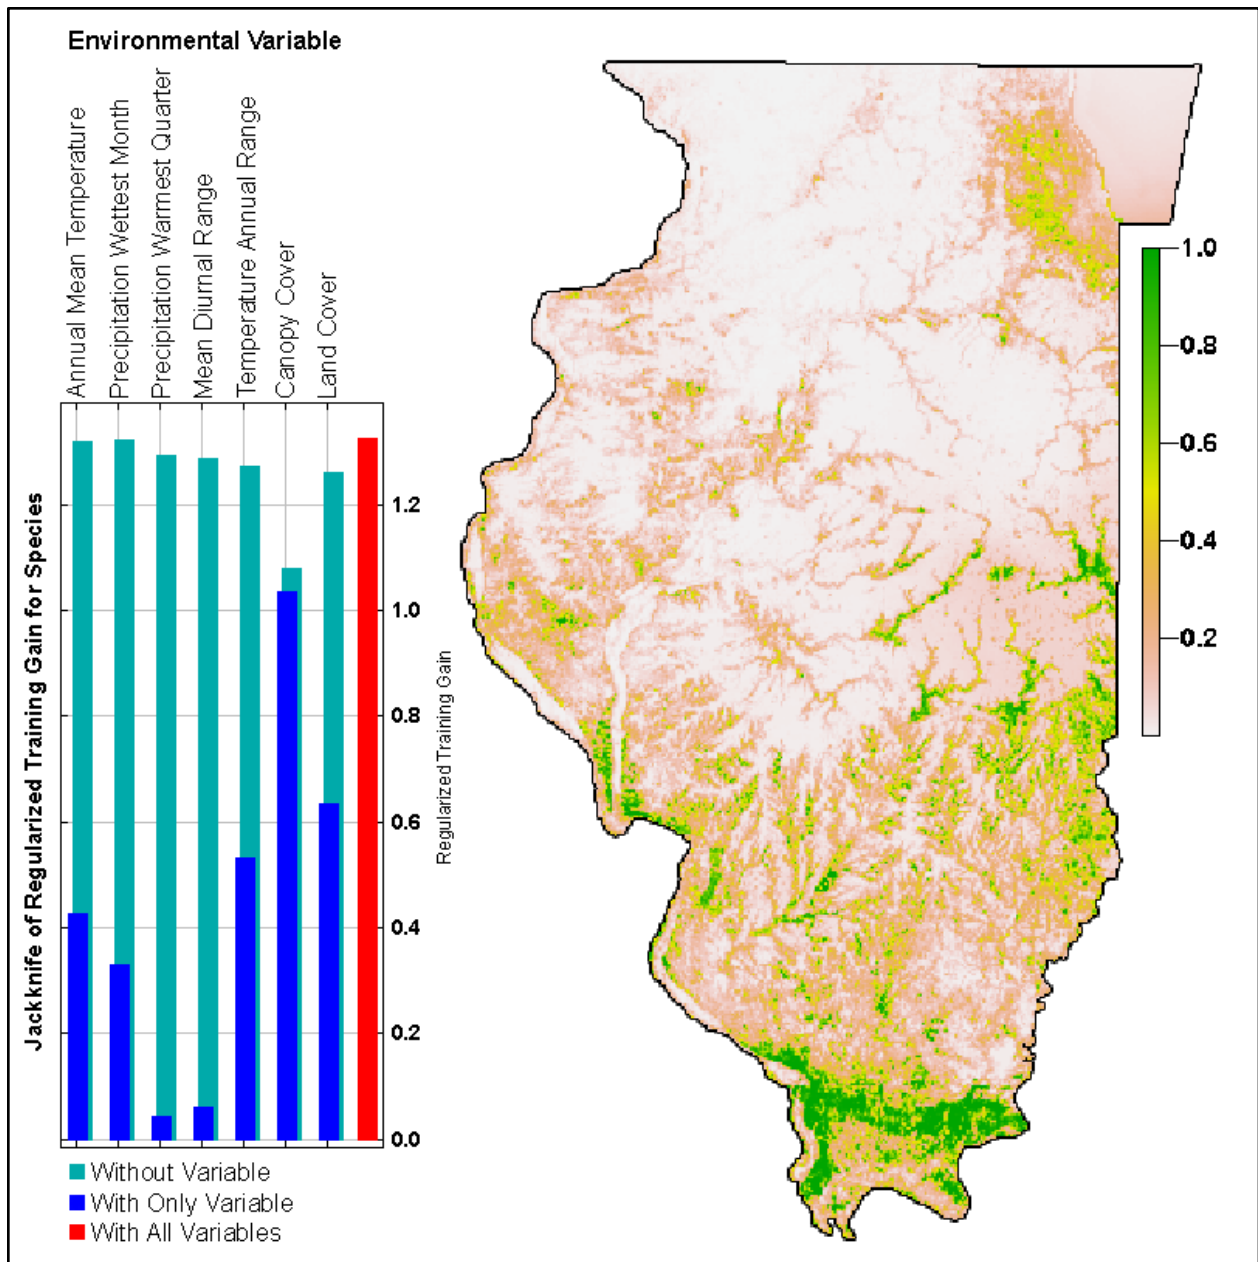 Environmental Variable
Annual Mean Temperature
Precipitation Wettest Month
Precipitation Warmest Quarter
Mean Diurnal Range
Temperature Annual Range
Canopy Cover
Land Cover
Jackknife of Regularized Training Gain for Species
1.2
1.0
0.8
0.6
0.4
0.2
0.0
Regularized Training Gain
Without Variable
With Only Variable
With All Variables
1.0
0.8
0.6
0.4
0.2